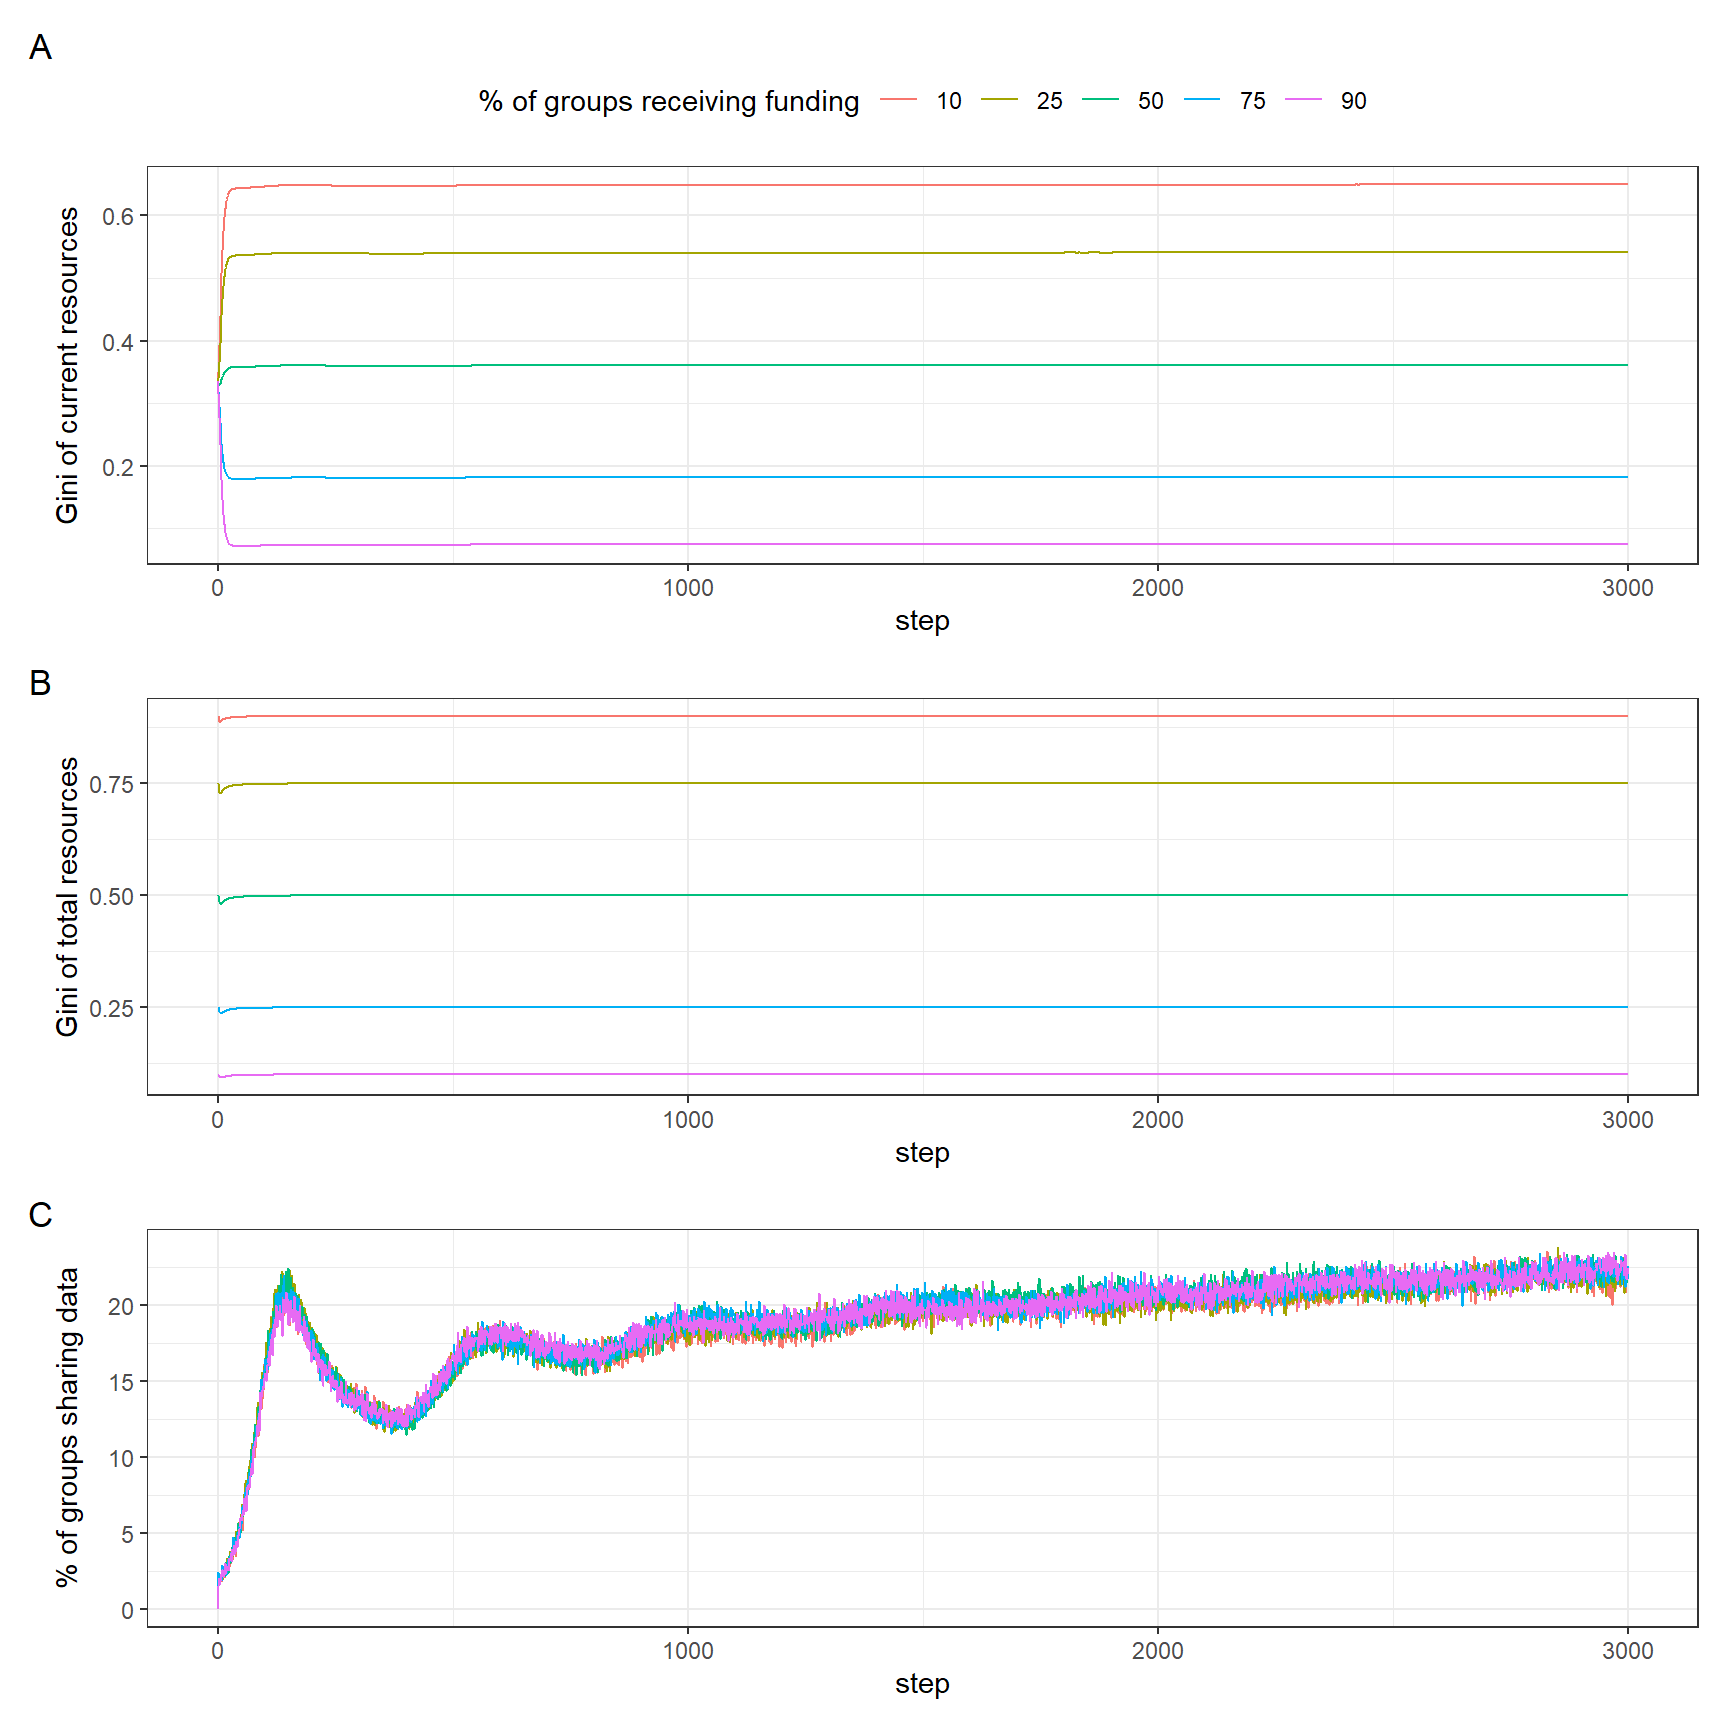 A
% of groups receiving funding 10 25 50 75 90
Gini of current resources
0.6
0.4
0.2
0 1000 2000 3000
step
B
Gini of total resources
0.75
0.50
0.25
0 1000 2000 3000
step
C
% of groups sharing data
20
15
10
5
0
0 1000 2000 3000
step